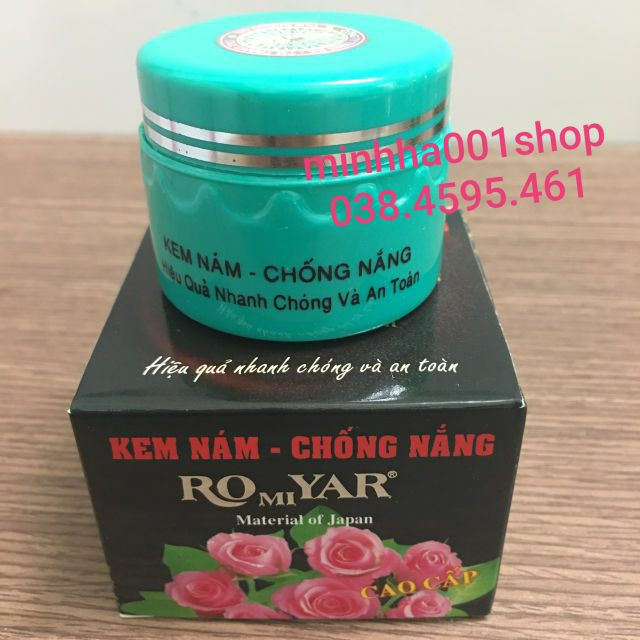 minhha001shop
038.4595.461
KEM NÁM - CHỐNG NẮNG
Hiệu Quả Nhanh Chóng Và An Toàn
Hiệu quả nhanh chóng và an toàn
KEM NÁM - CHỐNG NẮNG
ROMIYAR®
Material of Japan
CAO CẤP